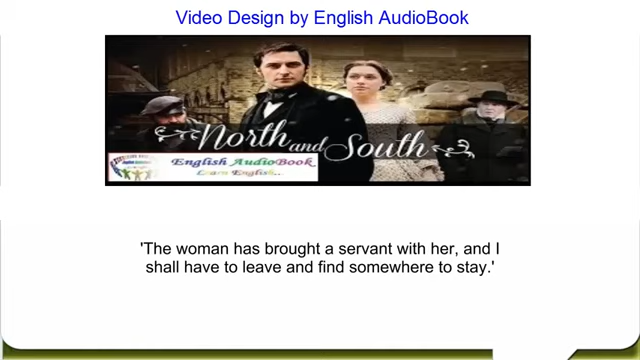 Video Design by English AudioBook
North and South
English AudioBook
Learn English...
'The woman has brought a servant with her, and I
shall have to leave and find somewhere to stay.'